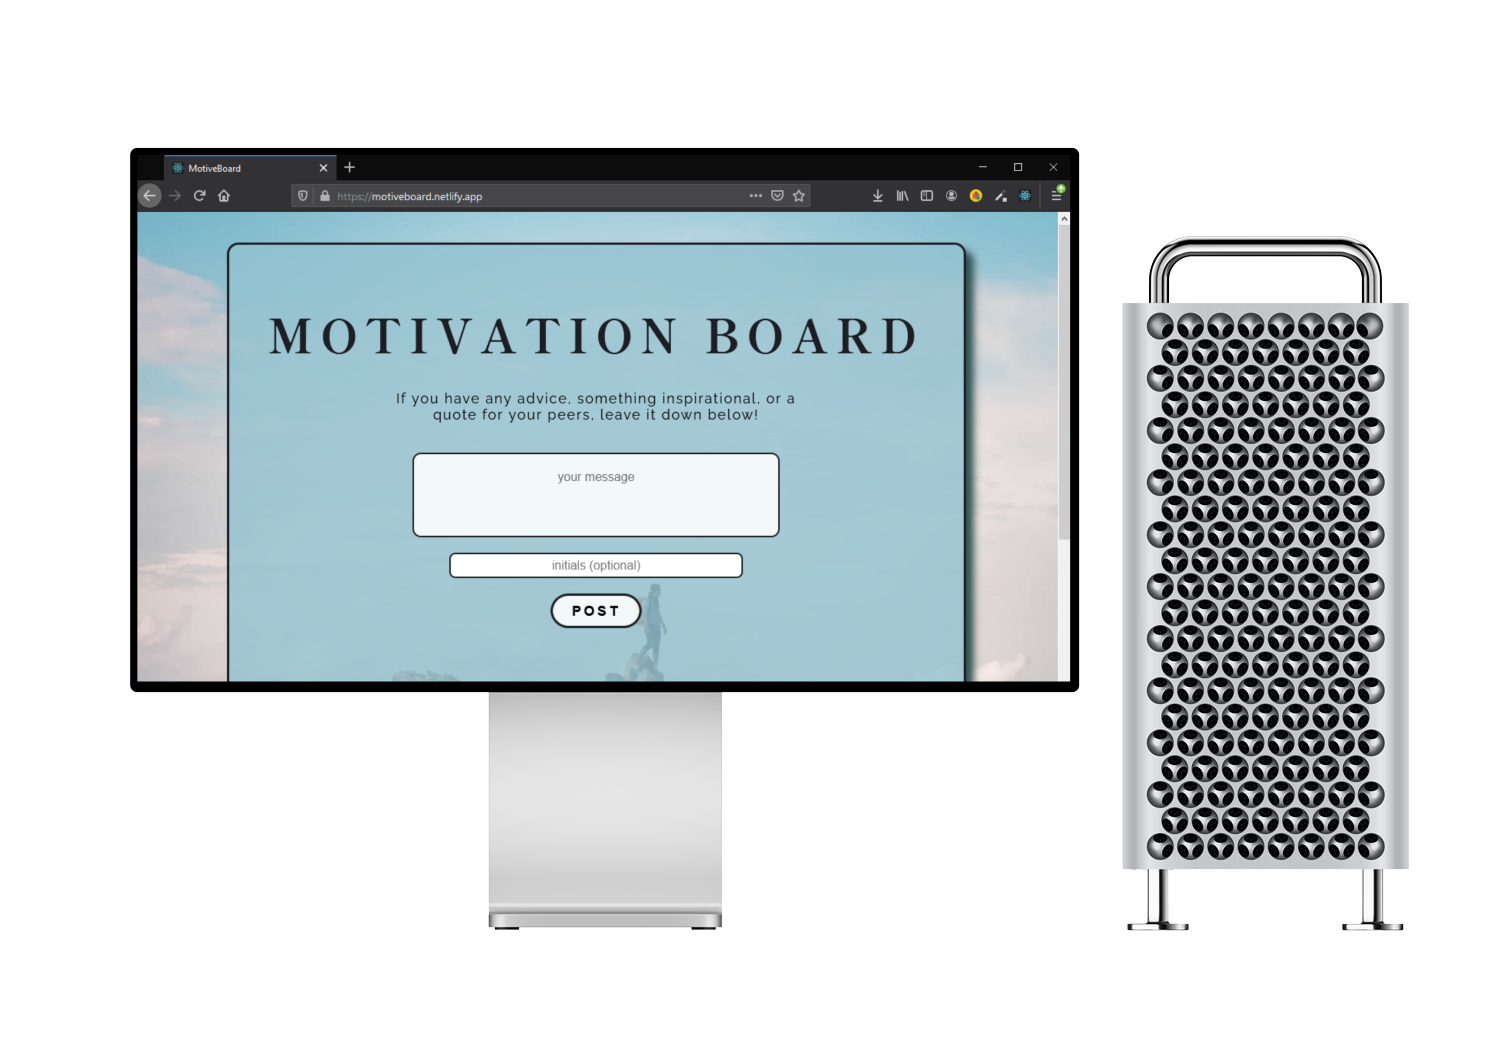 MotiveBoard
https://motiveboard.netlify.app
MOTIVATION BOARD
If you have any advice, something inspirational, or a
quote for your peers, leave it down below!
your message
initials (optional)
POST